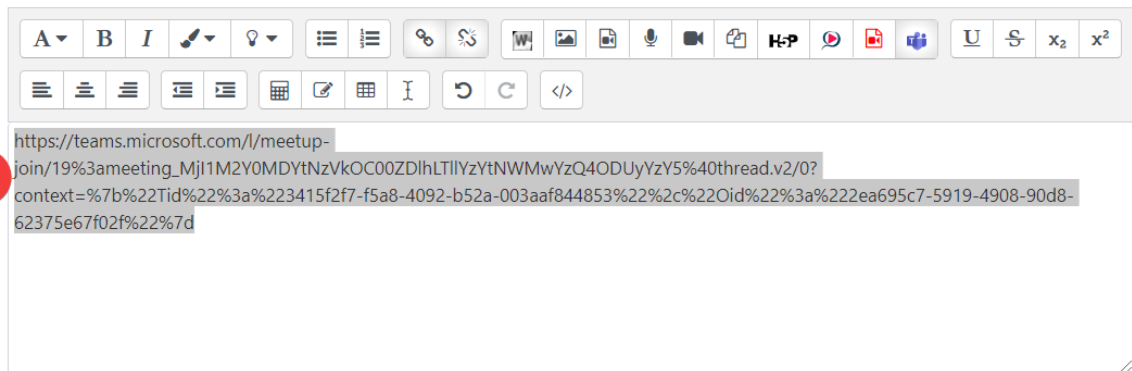 A B I W H-P U S x₂ x²
</>
https://teams.microsoft.com/l/meetup-
join/19%3ameeting_MjI1M2Y0MDYtNzVkOC00ZDlhLTllYzYtNWMwYzQ4ODUyYzY5%40thread.v2/0?
context=%7b%22Tid%22%3a%223415f2f7-f5a8-4092-b52a-003aaf844853%22%2c%22Oid%22%3a%222ea695c7-5919-4908-90d8-
62375e67f02f%22%7d